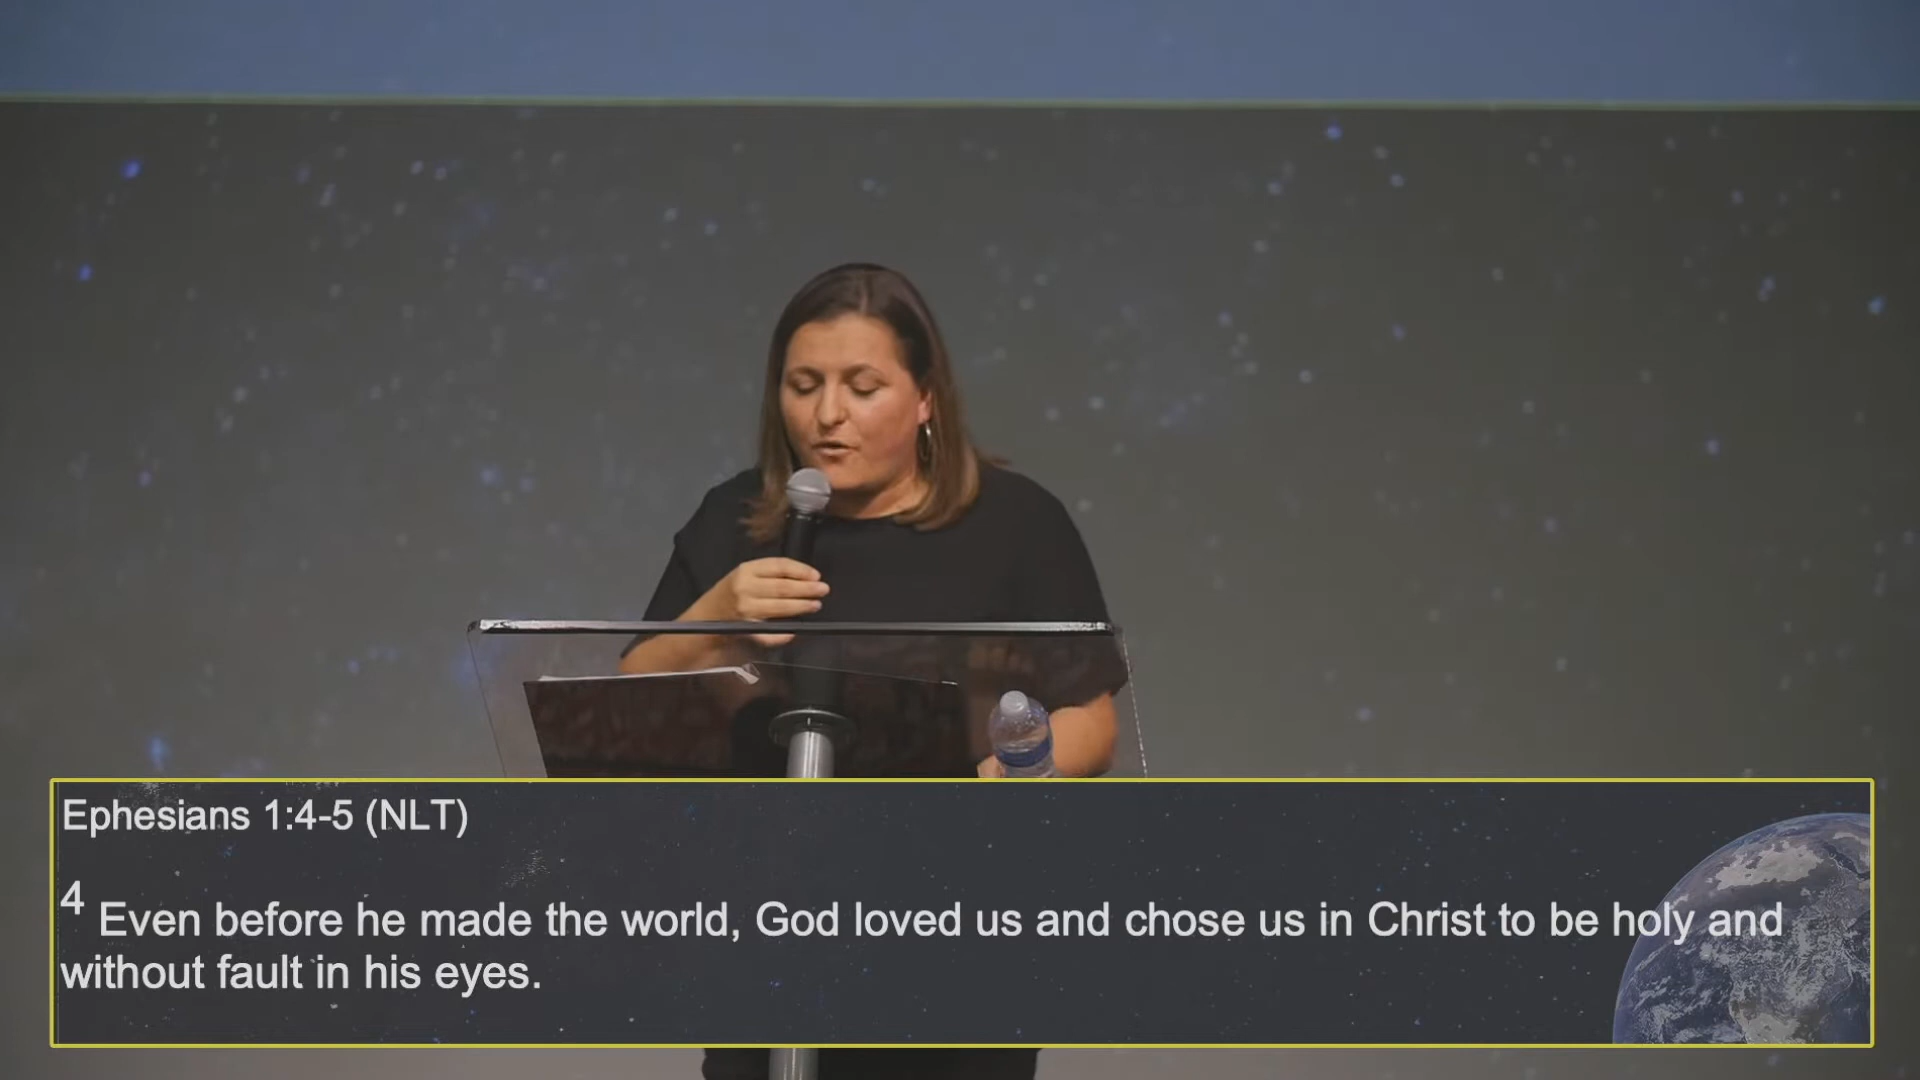 Ephesians 1:4-5 (NLT)
4 Even before he made the world, God loved us and chose us in Christ to be holy and
without fault in his eyes.